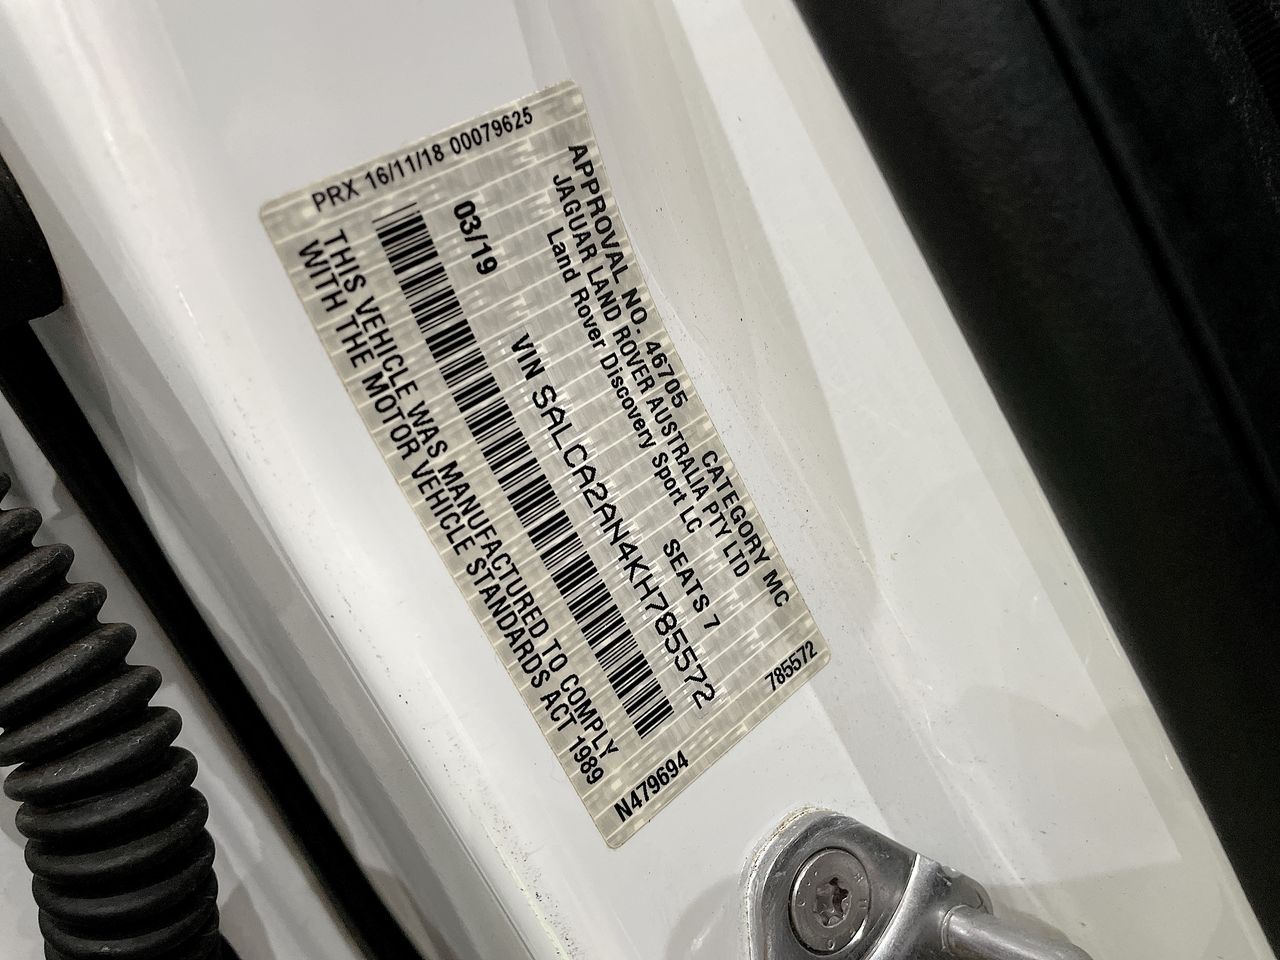 APPROVAL NO. 46705 CATEGORY MC
JAGUAR LAND ROVER AUSTRALIA PTY LTD
Land Rover Discovery Sport LC SEATS 7
VIN SALCA2AN4KH785572
03/19
THIS VEHICLE WAS MANUFACTURED TO COMPLY
WITH THE MOTOR VEHICLE STANDARDS ACT 1989
PRX 16/11/18 00079625
785572
N479694